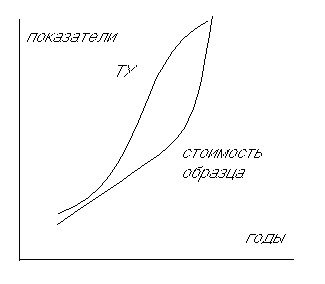 показатели
ТУ
стоимость
образца
годы